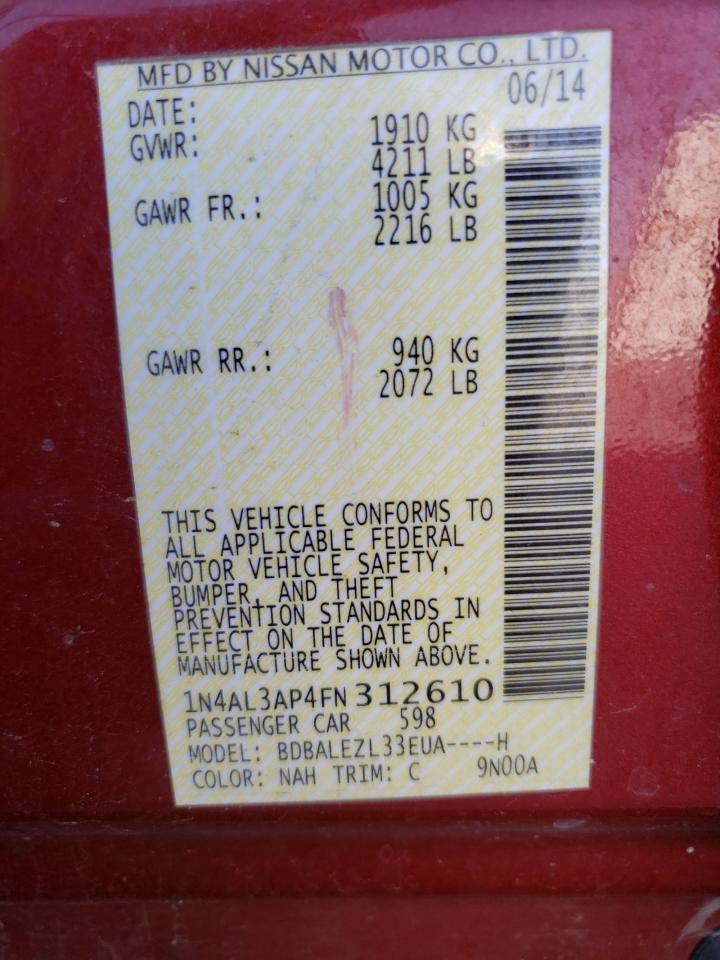 MFD BY NISSAN MOTOR CO., LTD.
DATE: 06/14
GVWR: 1910 KG
4211 LB
GAWR FR.: 1005 KG
2216 LB
GAWR RR.: 940 KG
2072 LB
THIS VEHICLE CONFORMS TO
ALL APPLICABLE FEDERAL
MOTOR VEHICLE SAFETY,
BUMPER, AND THEFT
PREVENTION STANDARDS IN
EFFECT ON THE DATE OF
MANUFACTURE SHOWN ABOVE.
1N4AL3AP4FN 312610
PASSENGER CAR 598
MODEL: BDBALEZL33EUA----H
COLOR: NAH TRIM: C 9N00A